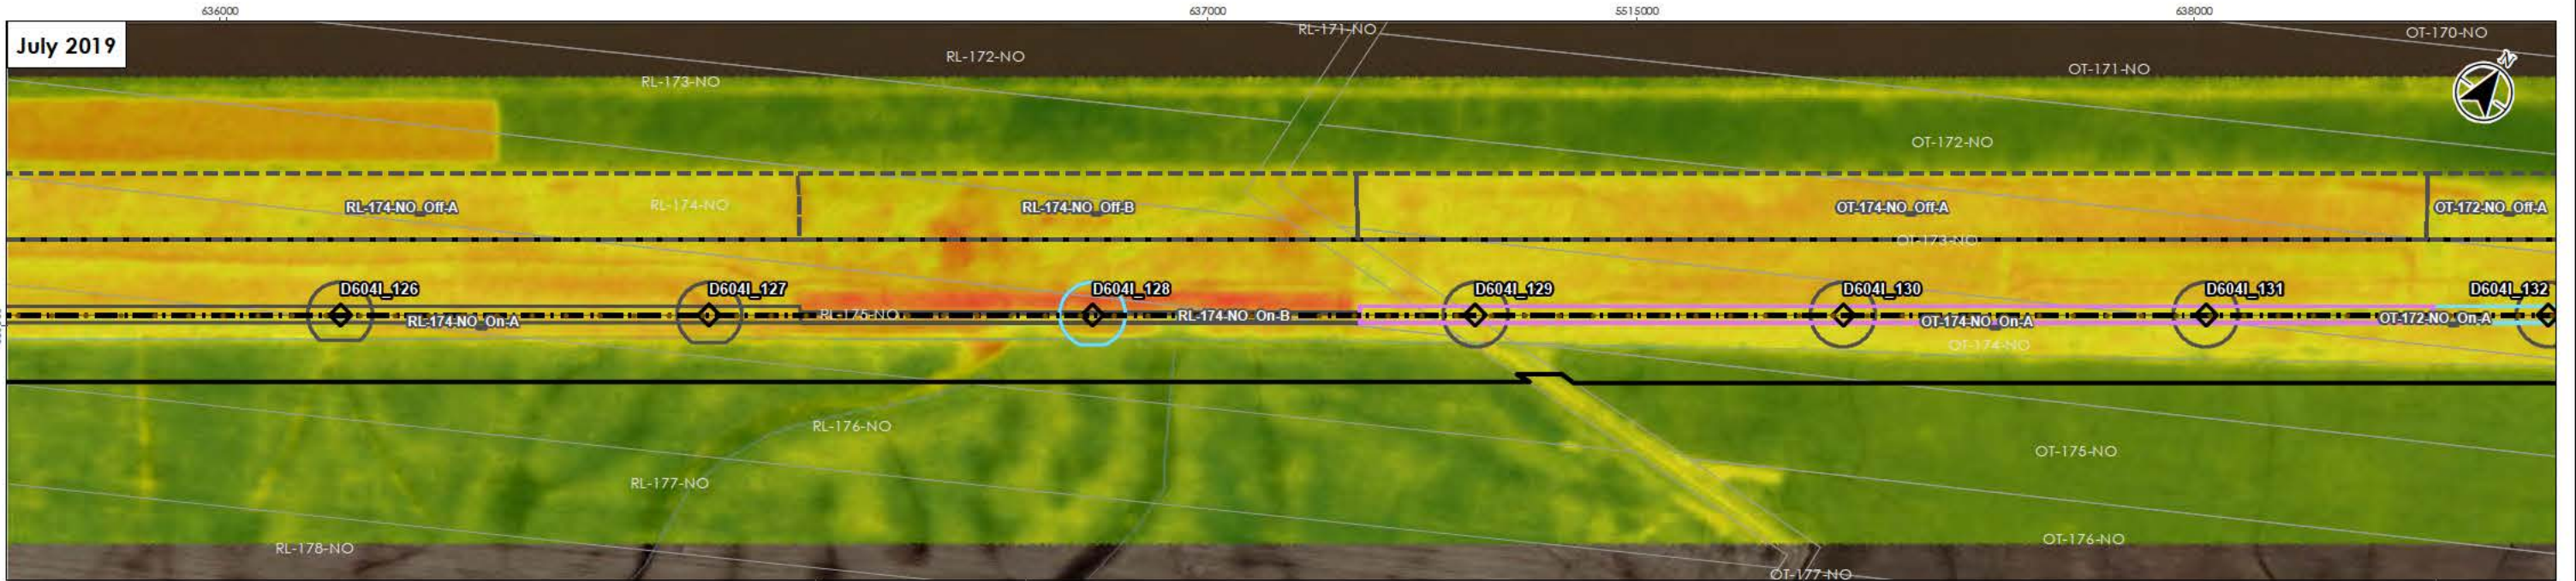 636000
637000
5515000
638000
July 2019
RL-171-NO
OT-170-NO
RL-172-NO
OT-171-NO
RL-173-NO
N
OT-172-NO
RL-174-NO_Off-A
RL-174-NO
RL-174-NO_Off-B
OT-174-NO_Off-A
OT-172-NO_Off-A
OT-173-NO
D604I_126
D604I_127
D604I_128
D604I_129
D604I_130
D604I_131
D604I_132
RL-174-NO_On-A
RL-175-NO
RL-174-NO_On-B
OT-174-NO_On-A
OT-172-NO_On-A
OT-174-NO
RL-176-NO
OT-175-NO
RL-177-NO
RL-178-NO
OT-176-NO
OT-177-NO